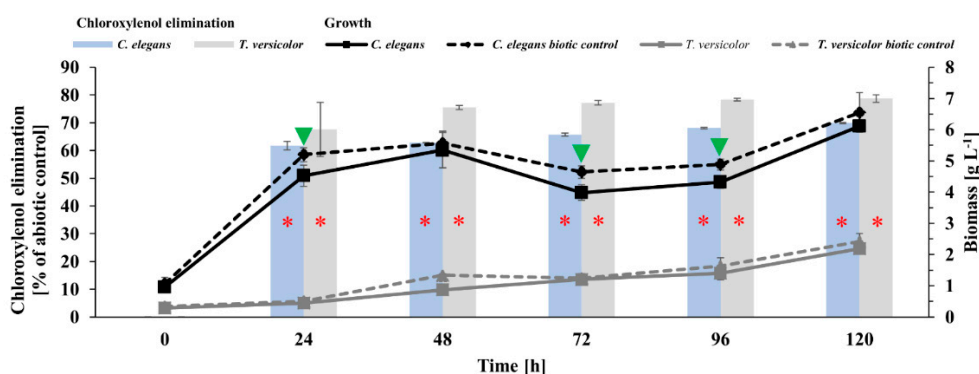 Chloroxylenol elimination Growth
C. elegans T. versicolor C. elegans C. elegans biotic control T. versicolor T. versicolor biotic control
90 8
80 7
70 6
60 5
50 4
40 3
30 2
20 1
10 0
0
Chloroxylenol elimination
[% of abiotic control]
Biomass [g L-1]
* * * * * * * * * *
0 24 48 72 96 120
Time [h]